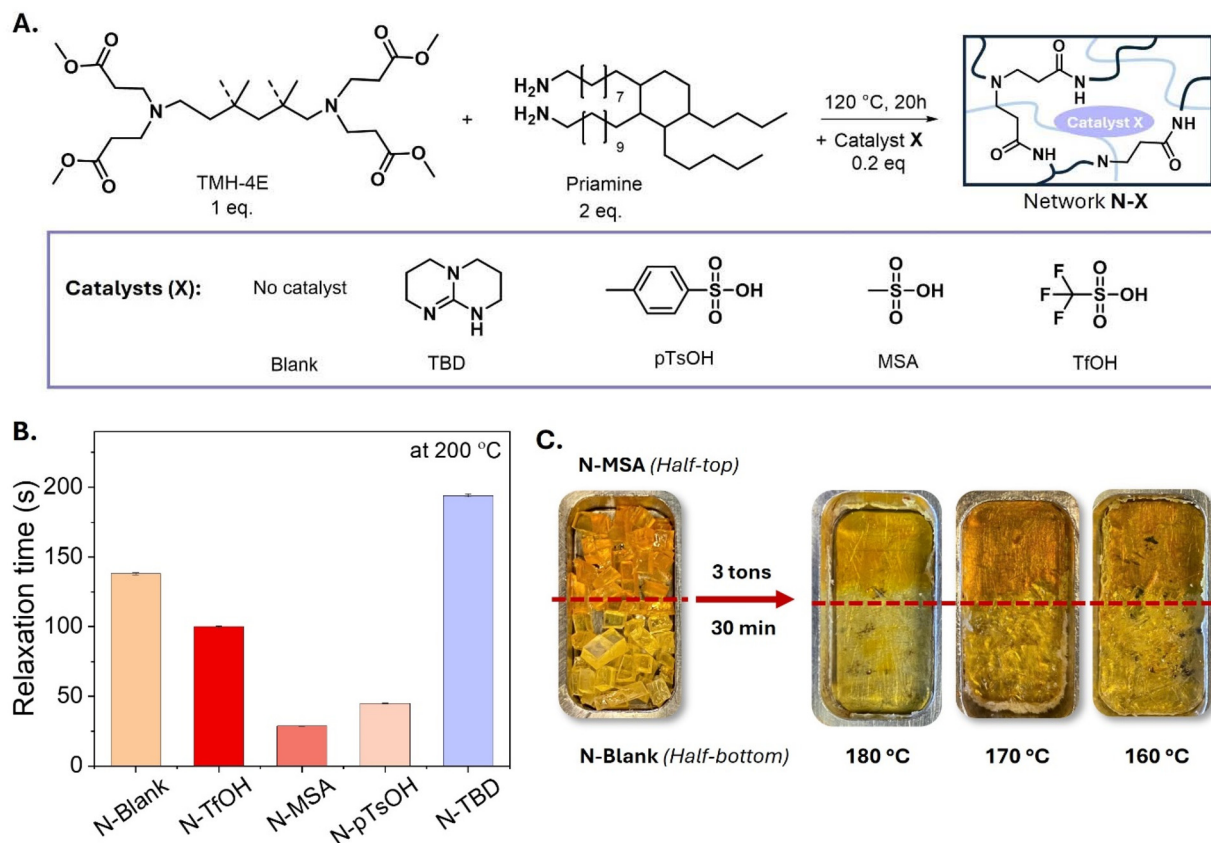 A.
O
O
O
O
N
N
O
O
O
O
TMH-4E
1 eq.
+
H2N
7
H2N
9
Priamine
2 eq.
120 °C, 20h
+ Catalyst X
0.2 eq
O
N
NH
Catalyst X
NH
O
NH
N
O
Network N-X
Catalysts (X):
No catalyst
Blank
N
N
N
H
TBD
O
S
OH
O
pTsOH
O
S
OH
O
MSA
F
O
F
S
OH
F
O
TfOH
B.
at 200 °C
Relaxation time (s)
200
150
100
50
0
N-Blank
N-TfOH
N-MSA
N-pTsOH
N-TBD
C.
N-MSA (Half-top)
3 tons
30 min
N-Blank (Half-bottom)
180 °C
170 °C
160 °C